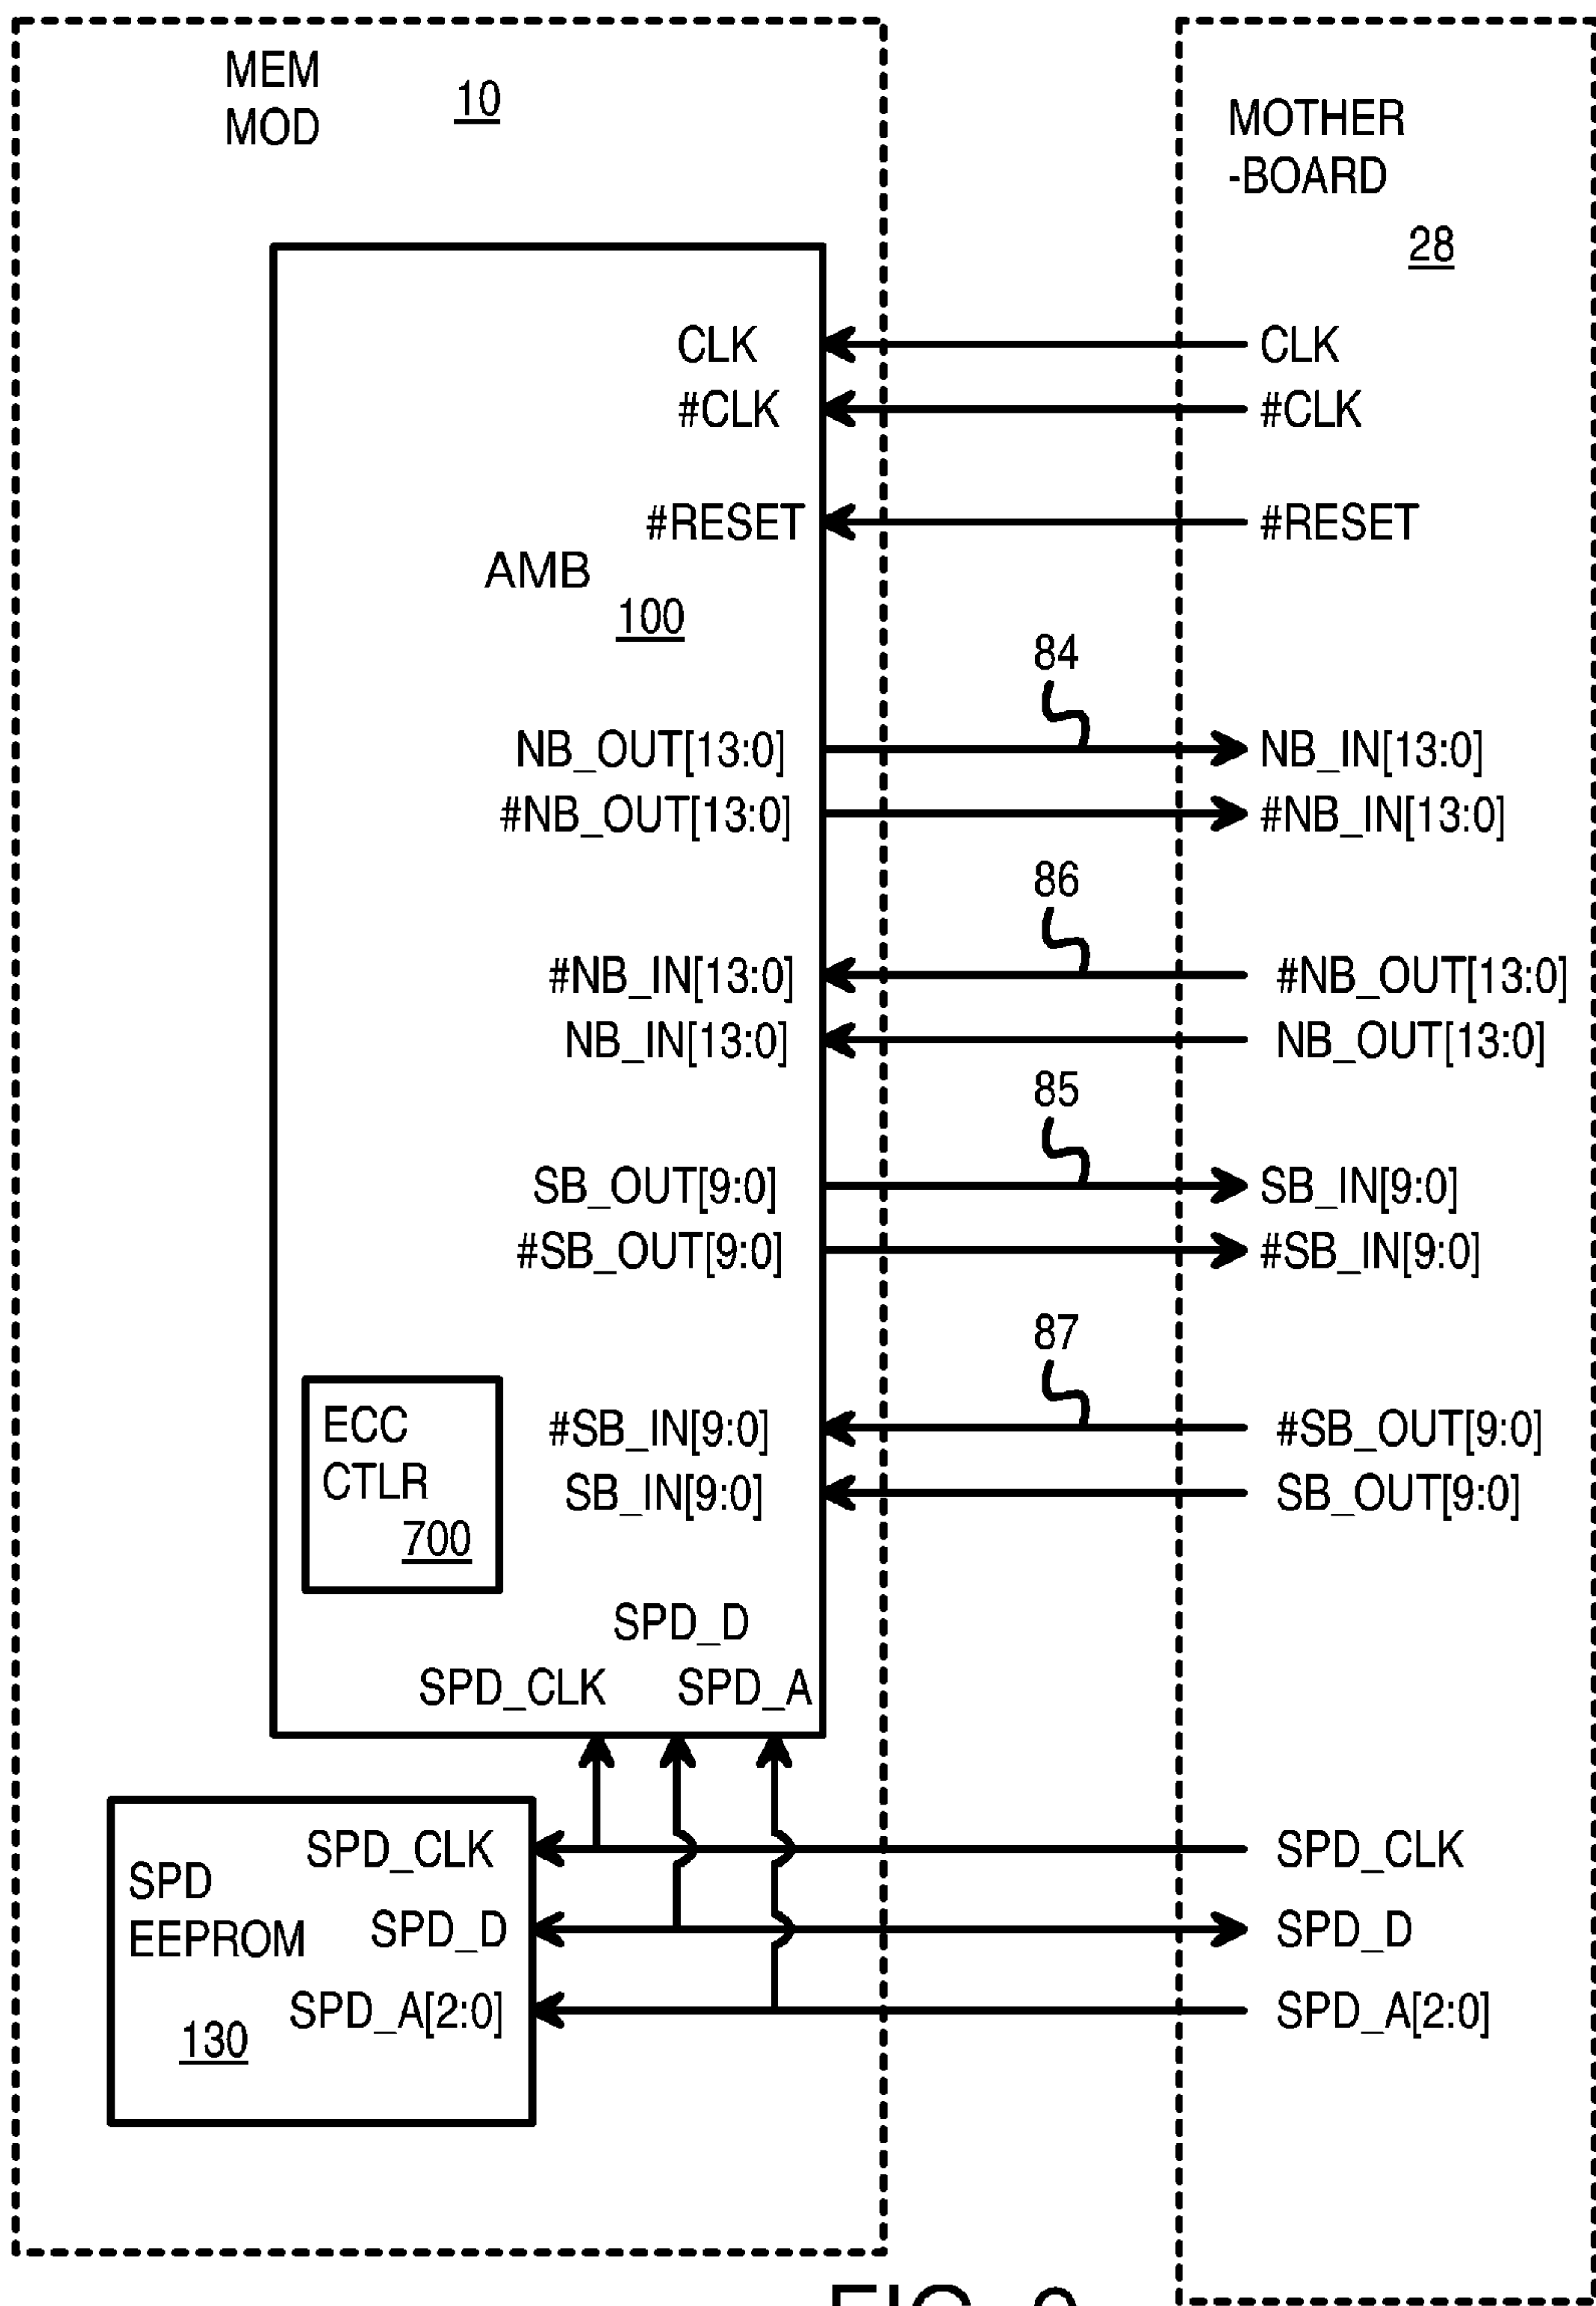 MEM
MOD
10
MOTHER
-BOARD
28
CLK
CLK
#CLK
#CLK
#RESET
#RESET
AMB
100
84
NB_OUT[13:0]
NB_IN[13:0]
#NB_OUT[13:0]
#NB_IN[13:0]
86
#NB_IN[13:0]
#NB_OUT[13:0]
NB_IN[13:0]
NB_OUT[13:0]
85
SB_OUT[9:0]
SB_IN[9:0]
#SB_OUT[9:0]
#SB_IN[9:0]
87
ECC
CTLR
700
#SB_IN[9:0]
#SB_OUT[9:0]
SB_IN[9:0]
SB_OUT[9:0]
SPD_D
SPD_CLK
SPD_A
SPD
EEPROM
130
SPD_CLK
SPD_CLK
SPD_D
SPD_D
SPD_A[2:0]
SPD_A[2:0]
FIG.